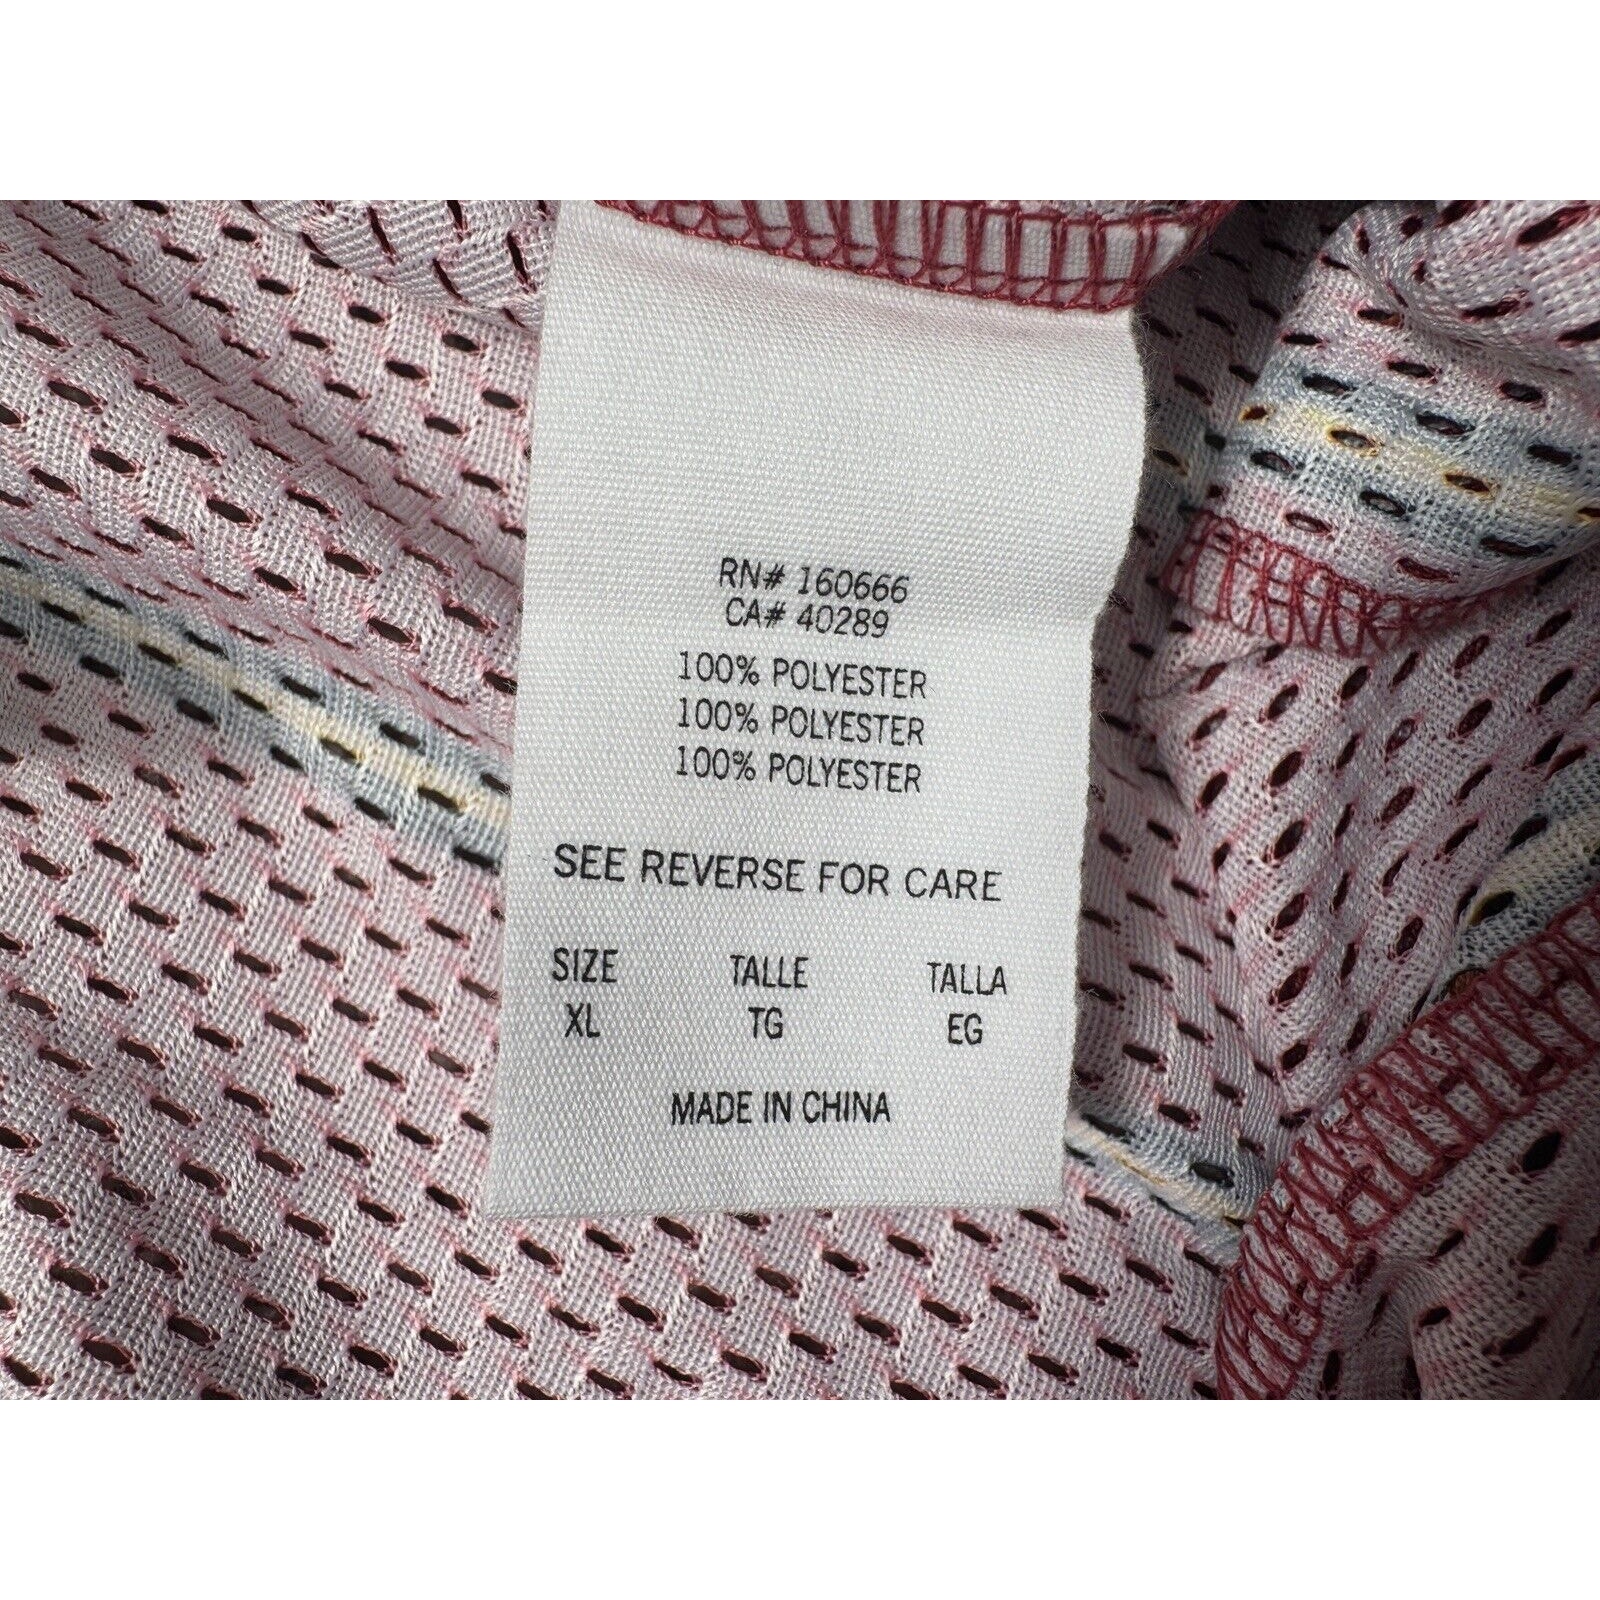 RN# 160666
CA# 40289
100% POLYESTER
100% POLYESTER
100% POLYESTER
SEE REVERSE FOR CARE
SIZE TALLE TALLA
XL TG EG
MADE IN CHINA